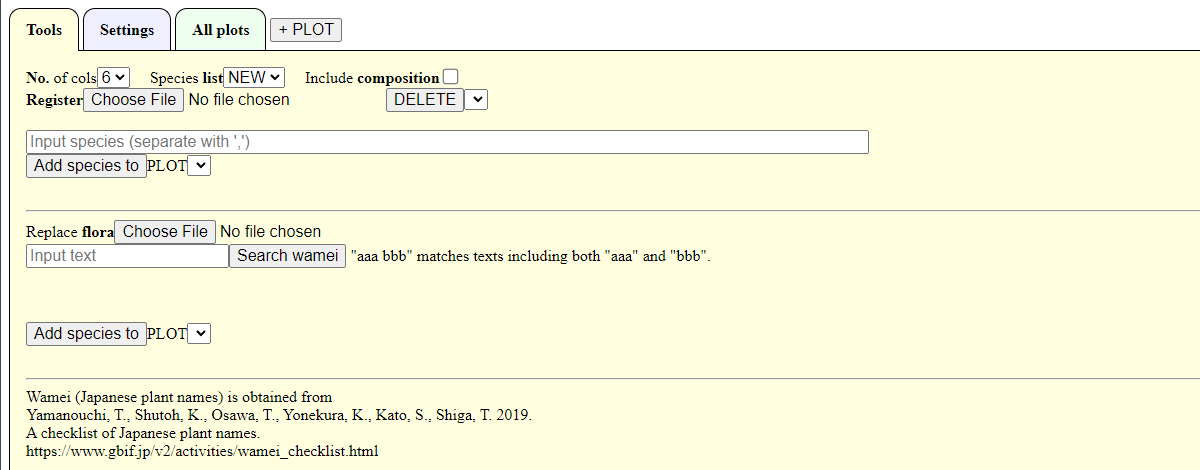 Tools Settings All plots + PLOT
No. of cols 6 Species list NEW Include composition
Register Choose File No file chosen DELETE
Input species (separate with ',')
Add species to PLOT
Replace flora Choose File No file chosen
Input text Search wamei "aaa bbb" matches texts including both "aaa" and "bbb".
Add species to PLOT
Wamei (Japanese plant names) is obtained from
Yamanouchi, T., Shutoh, K., Osawa, T., Yonekura, K., Kato, S., Shiga, T. 2019.
A checklist of Japanese plant names.
https://www.gbif.jp/v2/activities/wamei_checklist.html